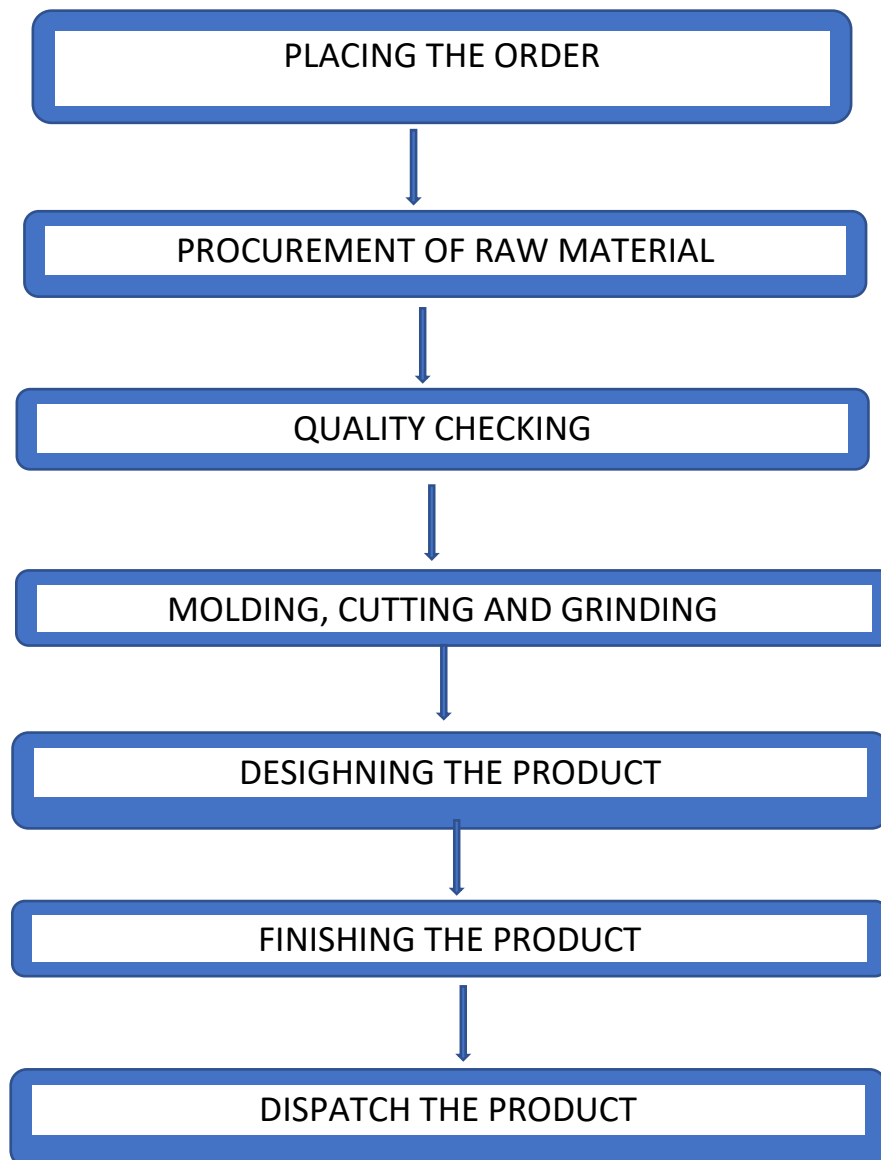 PLACING THE ORDER
PROCUREMENT OF RAW MATERIAL
QUALITY CHECKING
MOLDING, CUTTING AND GRINDING
DESIGHNING THE PRODUCT
FINISHING THE PRODUCT
DISPATCH THE PRODUCT